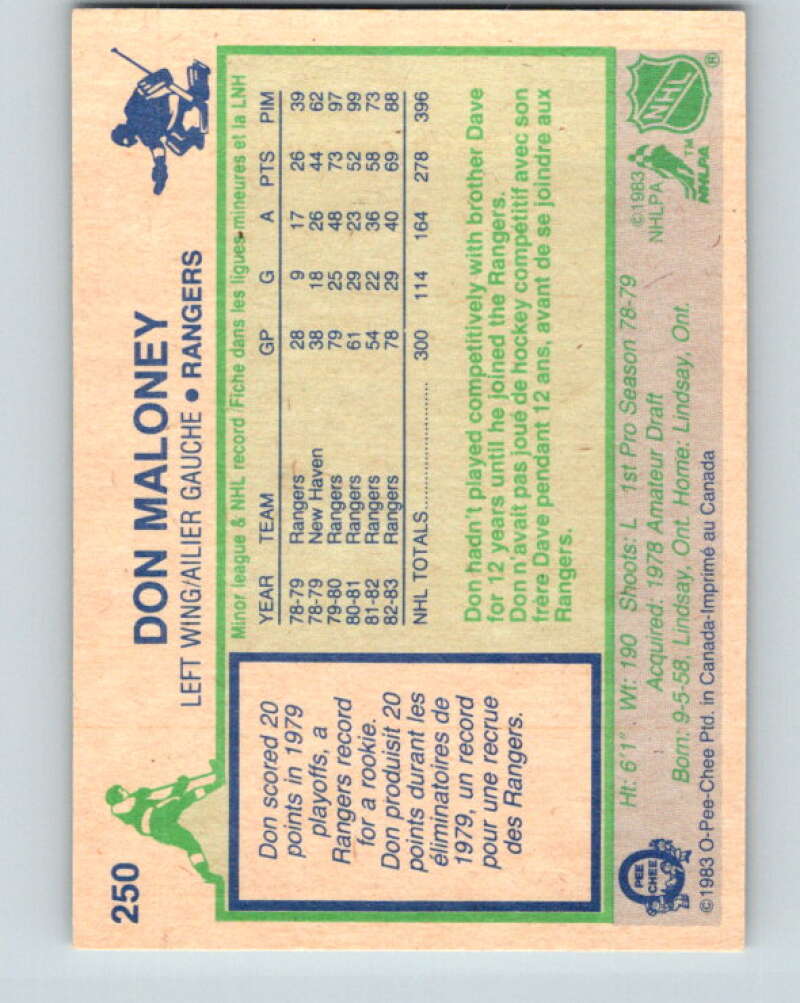 250
DON MALONEY
LEFT WING/AILIER GAUCHE • RANGERS
Don scored 20
points in 1979
playoffs, a
Rangers record
for a rookie.
Don produisit 20
points durant les
éliminatoires de
1979, un record
pour une recrue
des Rangers.
Minor league & NHL record/Fiche dans les ligues mineures et la LNH
YEAR TEAM GP G A PTS PIM
78-79 Rangers 28 9 17 26 39
78-79 New Haven 38 18 26 44 62
79-80 Rangers 79 25 48 73 97
80-81 Rangers 61 29 23 52 99
81-82 Rangers 54 22 36 58 73
82-83 Rangers 78 29 40 69 88
NHL TOTALS 300 114 164 278 396
Don hadn't played competitively with brother Dave
for 12 years until he joined the Rangers.
Don n'avait pas joué de hockey compétitif avec son
frère Dave pendant 12 ans, avant de se joindre aux
Rangers.
Ht: 6'1" Wt: 190 Shoots: L 1st Pro Season 78-79
Acquired: 1978 Amateur Draft
Born: 9-5-58, Lindsay, Ont. Home: Lindsay, Ont.
©1983 O-Pee-Chee Ptd. in Canada-Imprimé au Canada
O
PEE
CHEE
©1983
NHLPA
NHLPA
TM
NHL
®